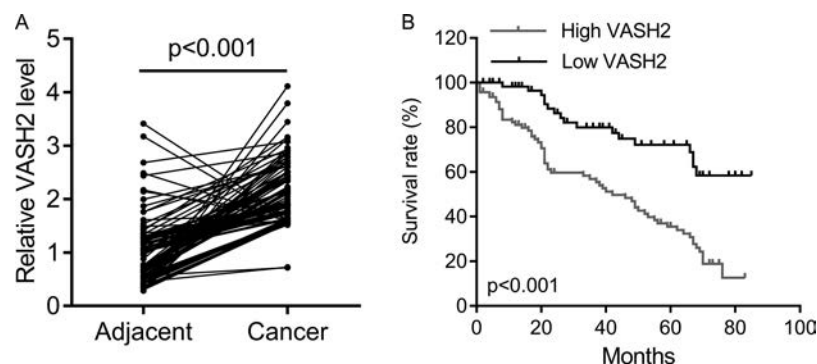 A
p<0.001
Relative VASH2 level
5
4
3
2
1
0
Adjacent
Cancer
B
High VASH2
Low VASH2
Survival rate (%)
120
100
80
60
40
20
0
p<0.001
0
20
40
60
80
100
Months